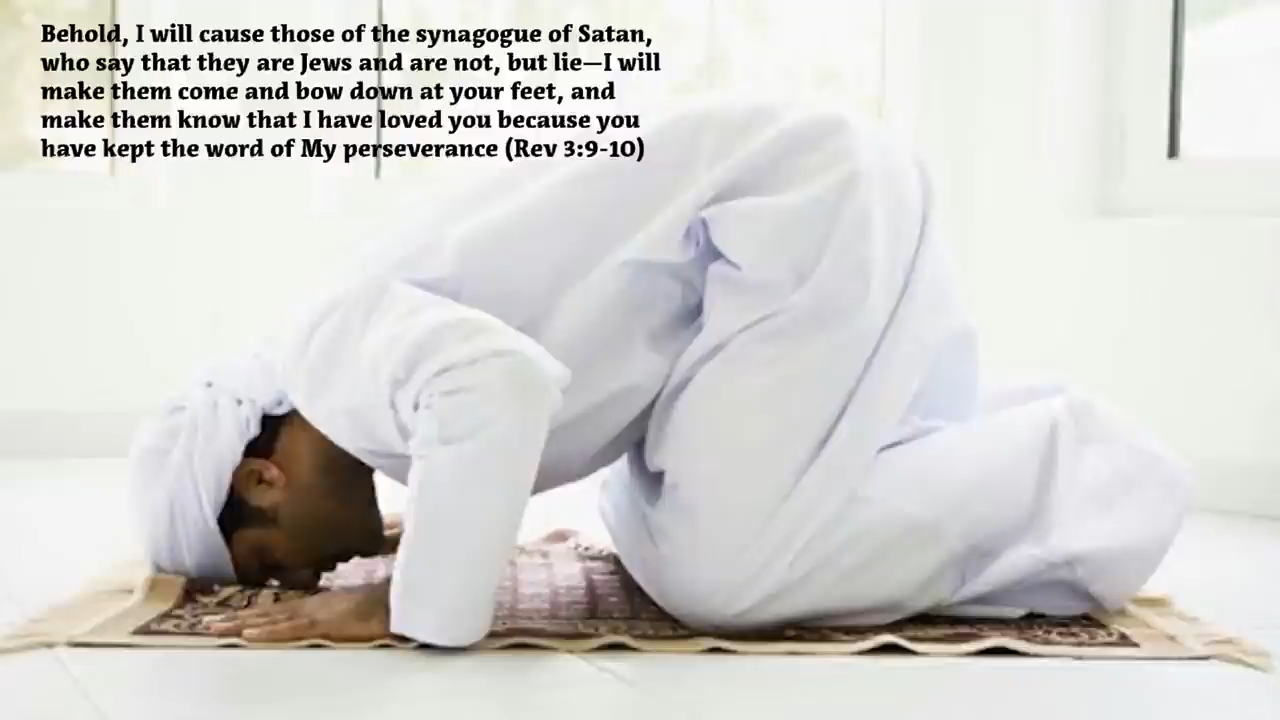 Behold, I will cause those of the synagogue of Satan,
who say that they are Jews and are not, but lie—I will
make them come and bow down at your feet, and
make them know that I have loved you because you
have kept the word of My perseverance (Rev 3:9-10)